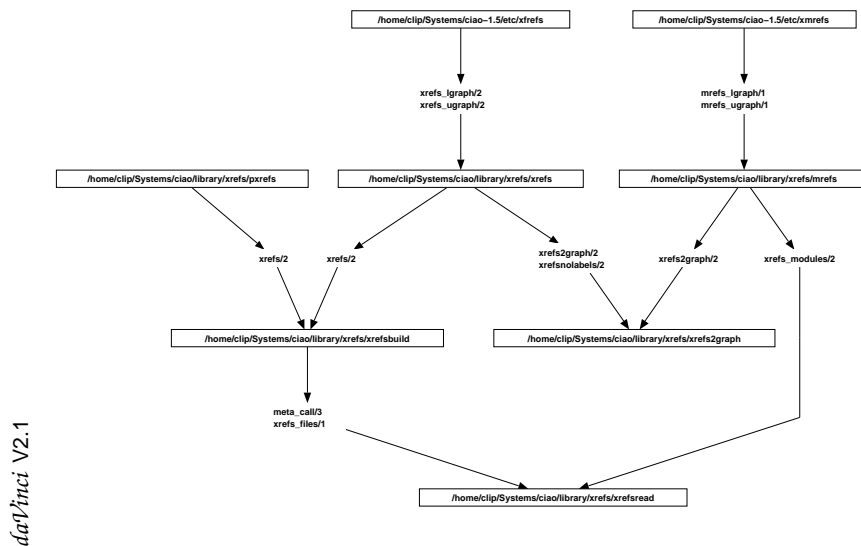 /home/clip/Systems/ciao−1.5/etc/xfrefs
/home/clip/Systems/ciao−1.5/etc/xmrefs
xrefs_lgraph/2
xrefs_ugraph/2
mrefs_lgraph/1
mrefs_ugraph/1
/home/clip/Systems/ciao/library/xrefs/pxrefs
/home/clip/Systems/ciao/library/xrefs/xrefs
/home/clip/Systems/ciao/library/xrefs/mrefs
xrefs/2
xrefs/2
xrefs2graph/2
xrefsnolabels/2
xrefs2graph/2
xrefs_modules/2
/home/clip/Systems/ciao/library/xrefs/xrefsbuild
/home/clip/Systems/ciao/library/xrefs/xrefs2graph
meta_call/3
xrefs_files/1
/home/clip/Systems/ciao/library/xrefs/xrefsread
daVinci V2.1